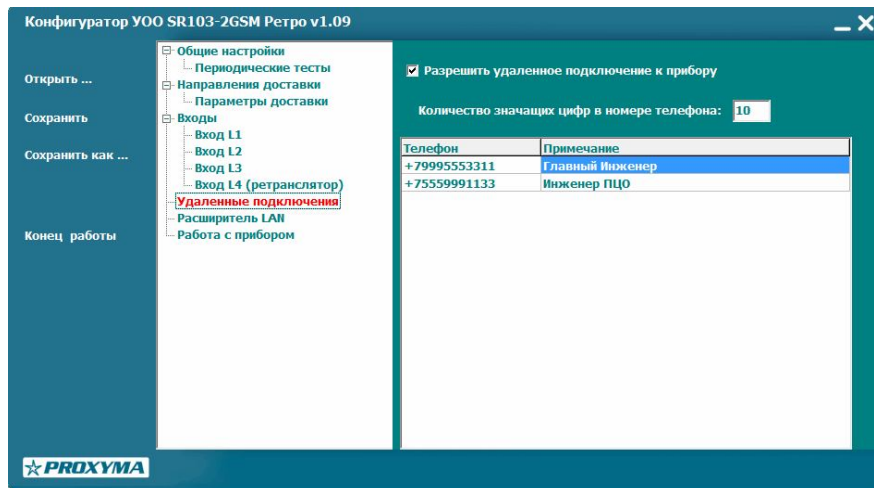 Конфигуратор УОО SR103-2GSM Ретро v1.09
Открыть ...
Сохранить
Сохранить как ...
Конец работы
Общие настройки
Периодические тесты
Направления доставки
Параметры доставки
Входы
Вход L1
Вход L2
Вход L3
Вход L4 (ретранслятор)
Удаленные подключения
Расширитель LAN
Работа с прибором
Разрешить удаленное подключение к прибору
Количество значащих цифр в номере телефона: 10
Телефон Примечание
+79995553311 Главный Инженер
+75559991133 Инженер ПЦО
PROXYMA